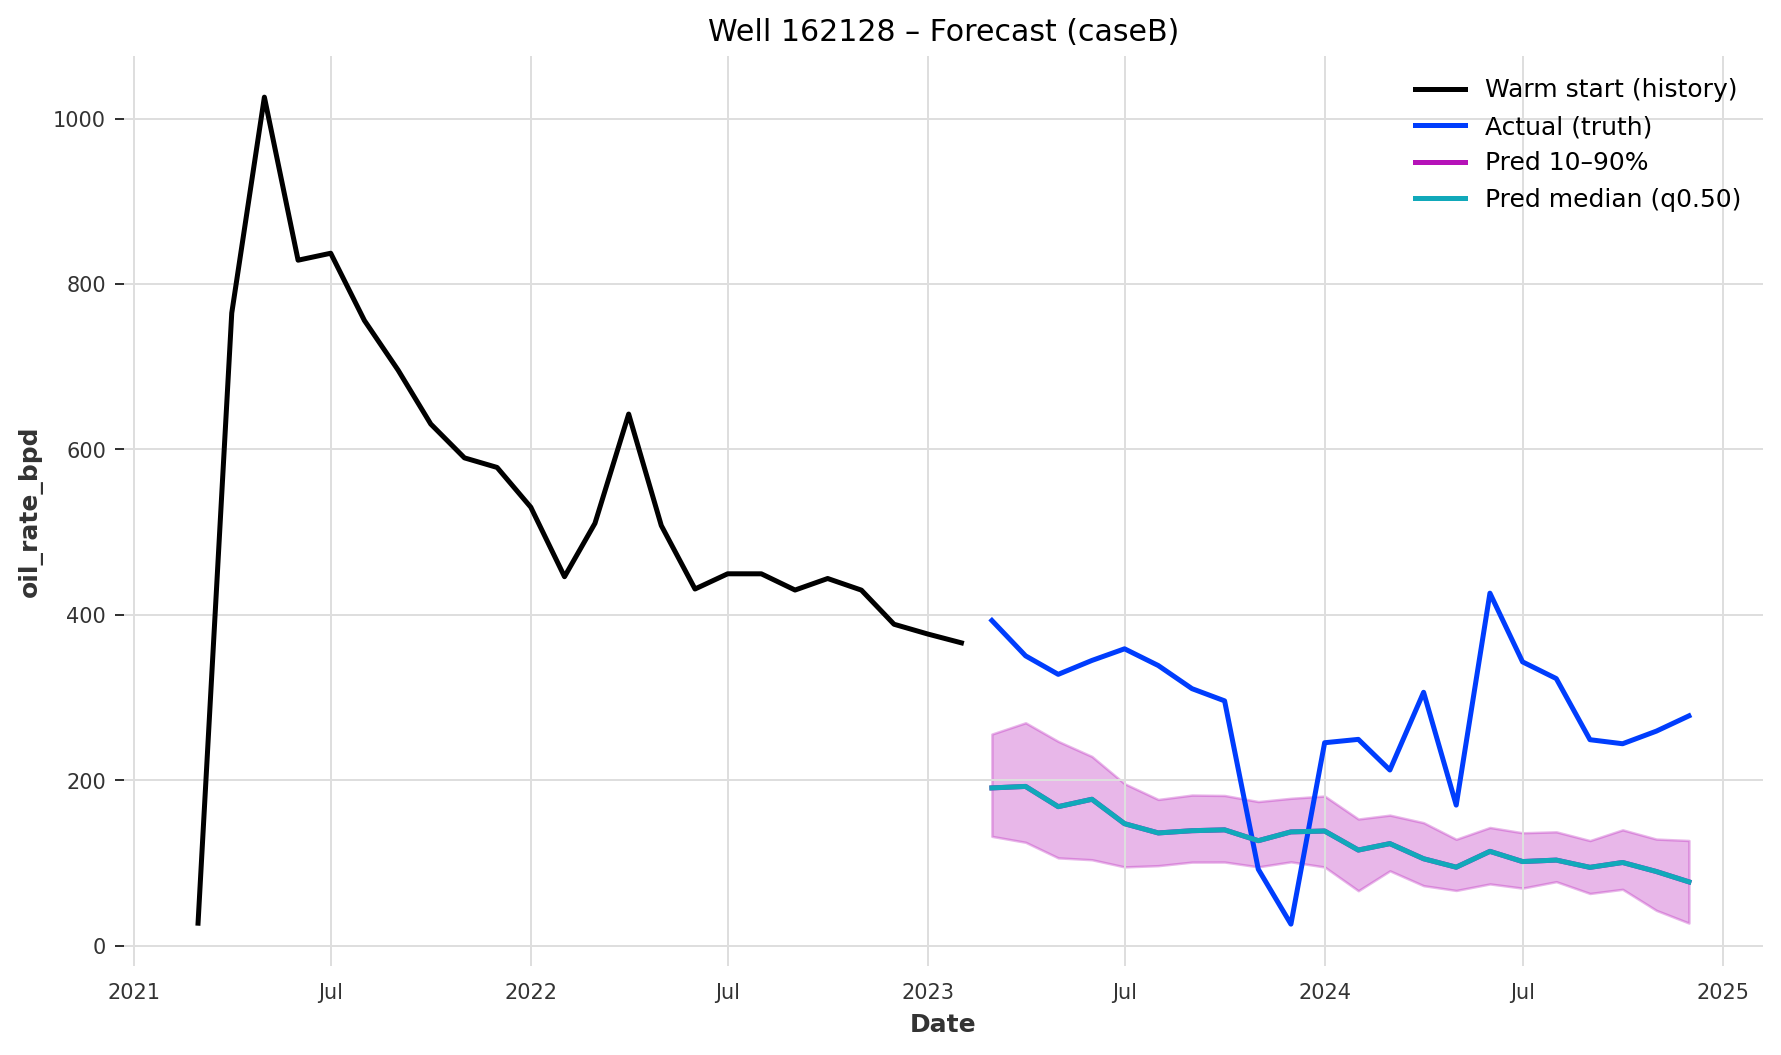 Well 162128 – Forecast (caseB)
Warm start (history)
Actual (truth)
Pred 10–90%
Pred median (q0.50)
oil_rate_bpd
1000
800
600
400
200
0
2021
Jul
2022
Jul
2023
Jul
2024
Jul
2025
Date